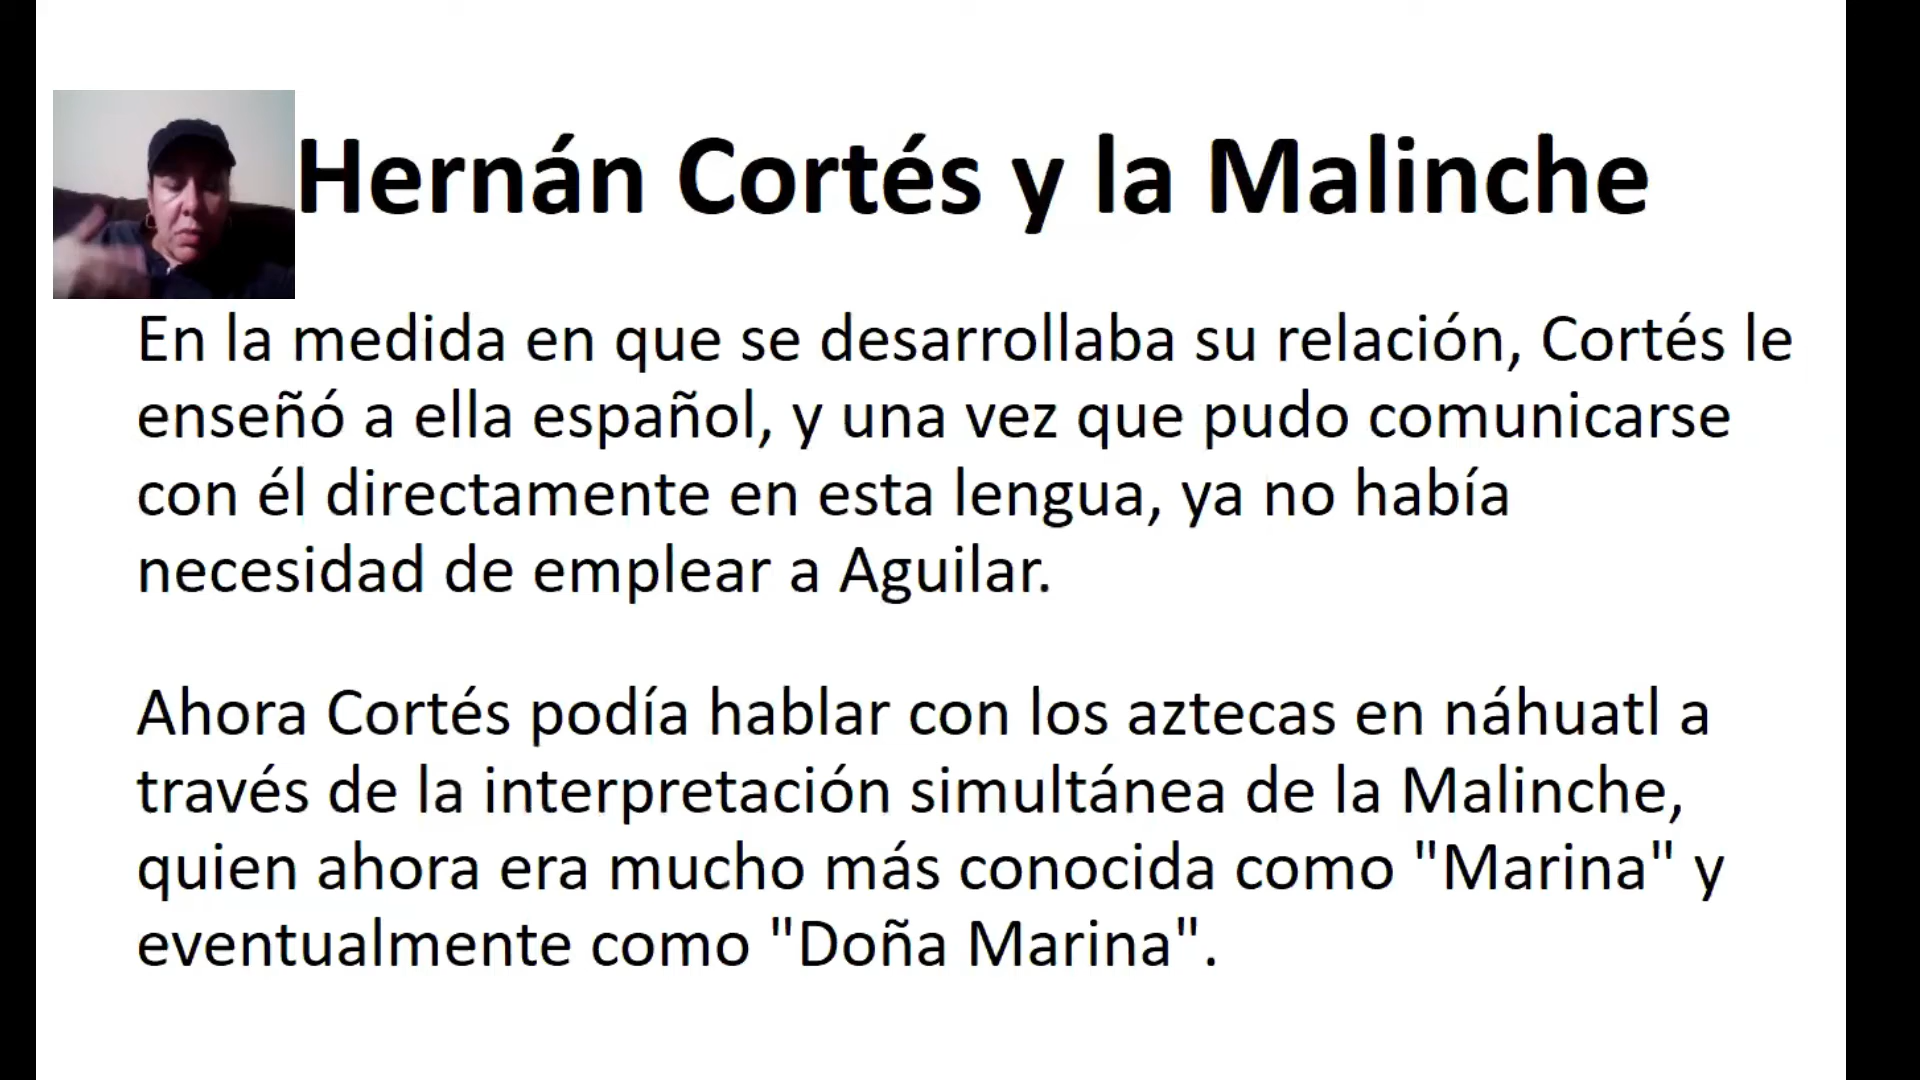 Hernán Cortés y la Malinche
En la medida en que se desarrollaba su relación, Cortés le
enseñó a ella español, y una vez que pudo comunicarse
con él directamente en esta lengua, ya no había
necesidad de emplear a Aguilar.
Ahora Cortés podía hablar con los aztecas en náhuatl a
través de la interpretación simultánea de la Malinche,
quien ahora era mucho más conocida como "Marina" y
eventualmente como "Doña Marina".